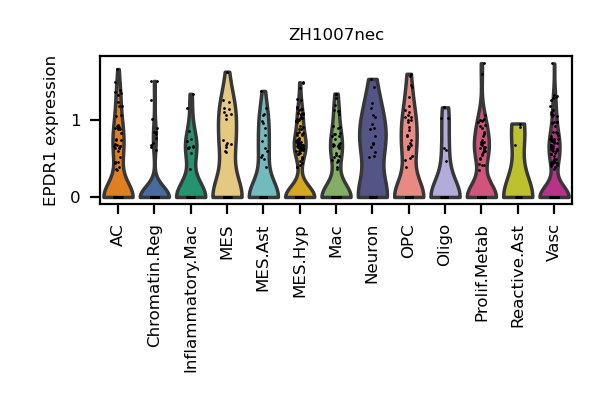 ZH1007nec
EPDR1 expression
1
0
AC
Chromatin.Reg
Inflammatory.Mac
MES
MES.Ast
MES.Hyp
Mac
Neuron
OPC
Oligo
Prolif.Metab
Reactive.Ast
Vasc